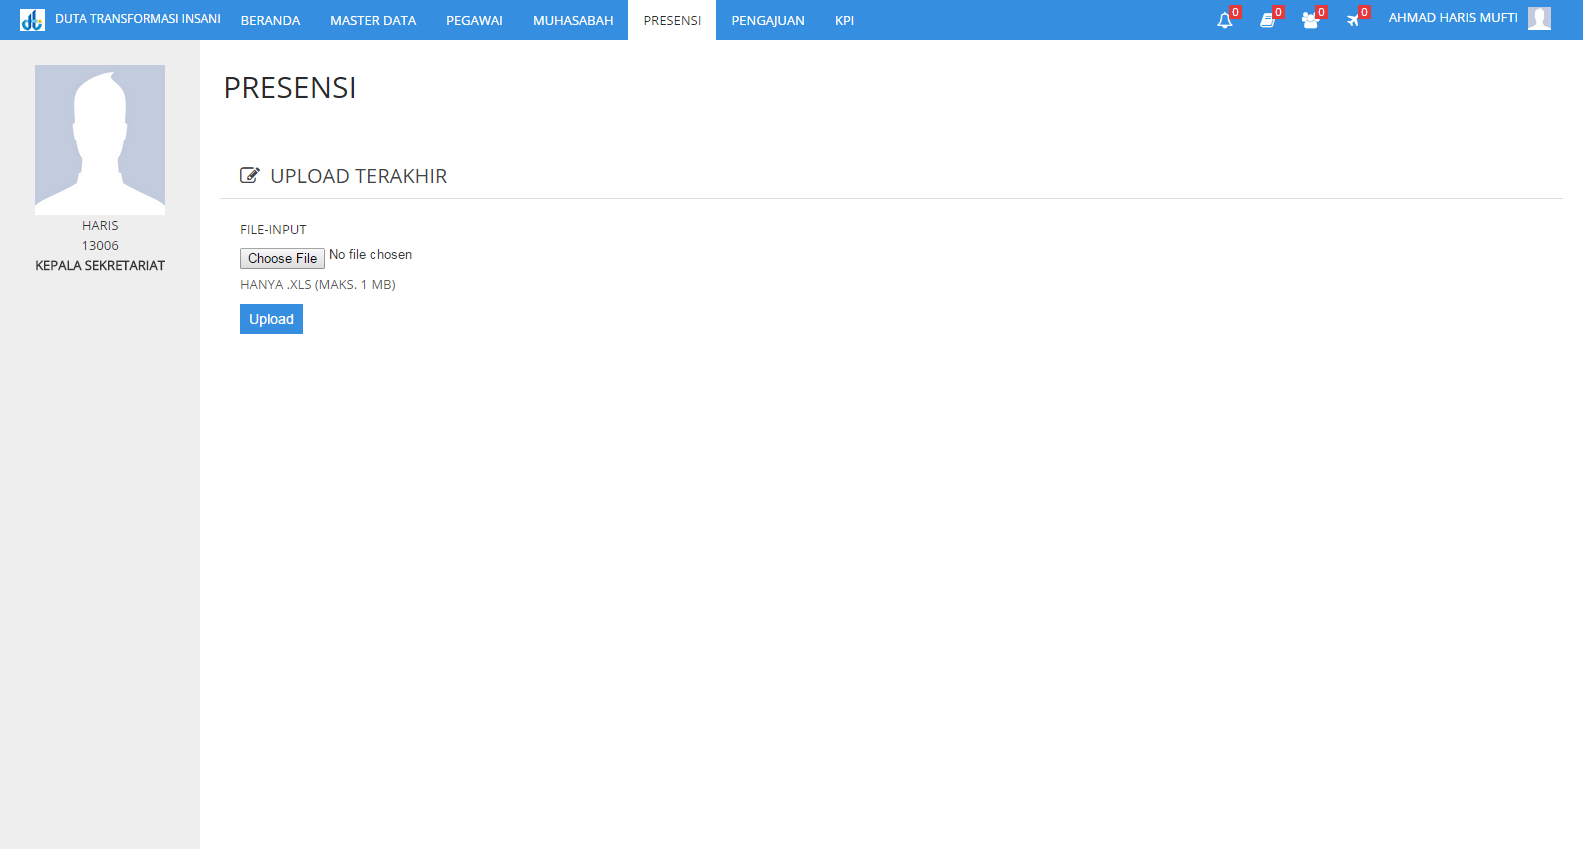 dt DUTA TRANSFORMASI INSANI BERANDA MASTER DATA PEGAWAI MUHASABAH PRESENSI PENGAJUAN KPI 0 0 0 0 AHMAD HARIS MUFTI
HARIS
13006
KEPALA SEKRETARIAT
PRESENSI
UPLOAD TERAKHIR
FILE-INPUT
Choose File No file chosen
HANYA .XLS (MAKS. 1 MB)
Upload